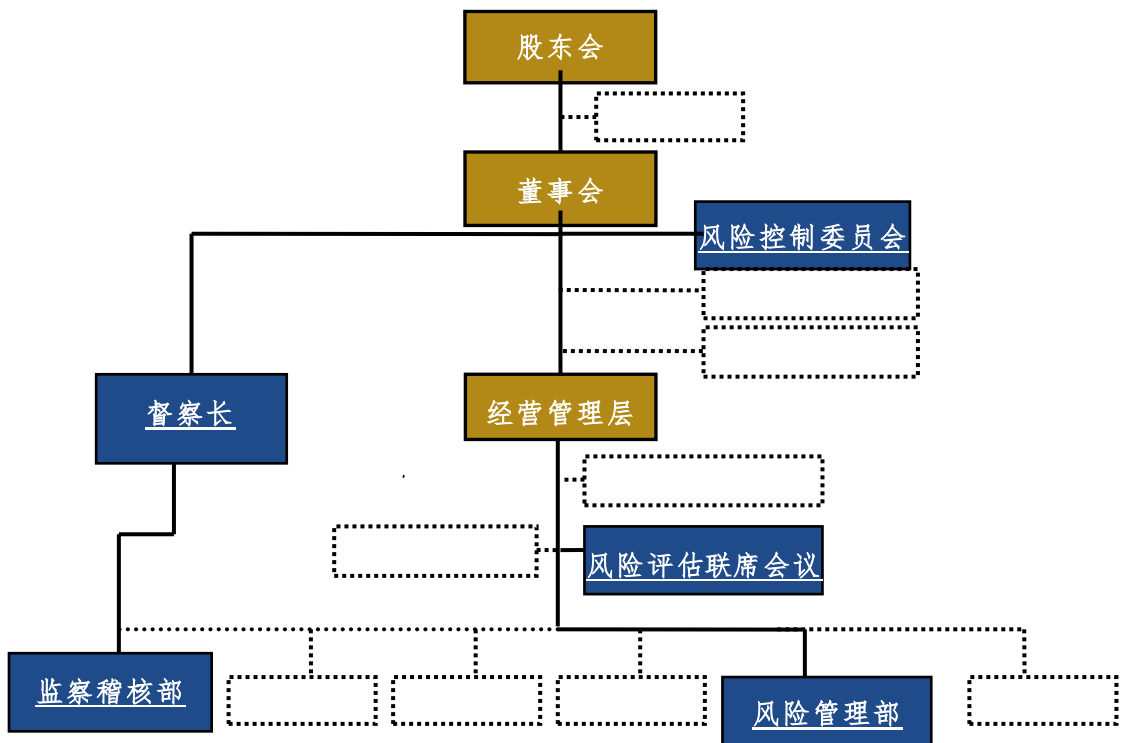 股东会
董事会
风险控制委员会
督察长
经营管理层
风险评估联席会议
监察稽核部
风险管理部